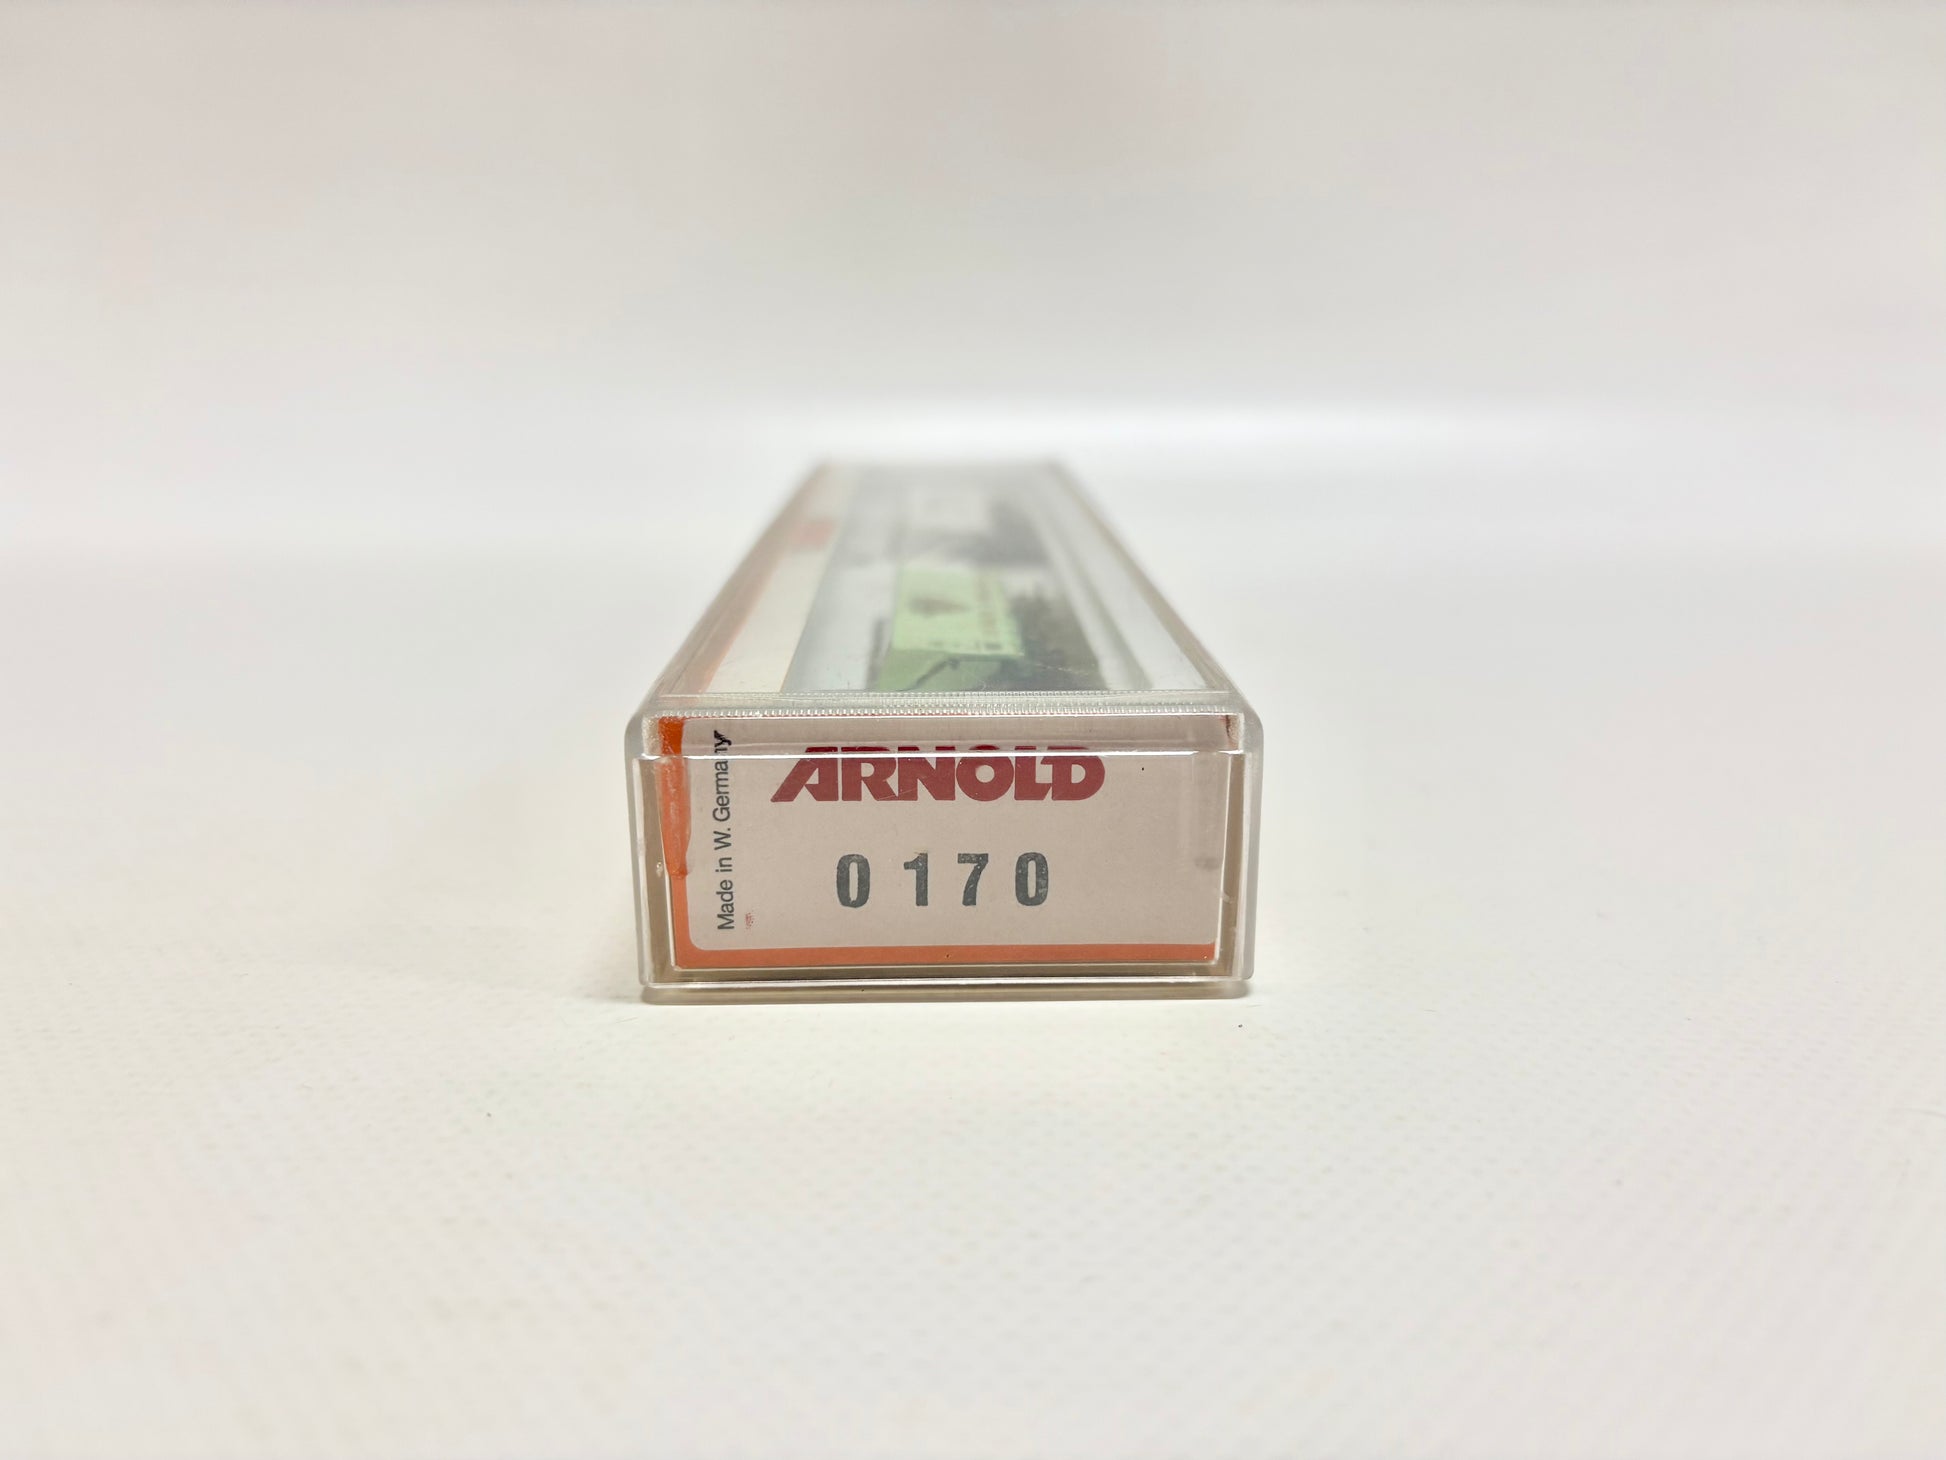 ARNOLD
0170
Made in W. Germany